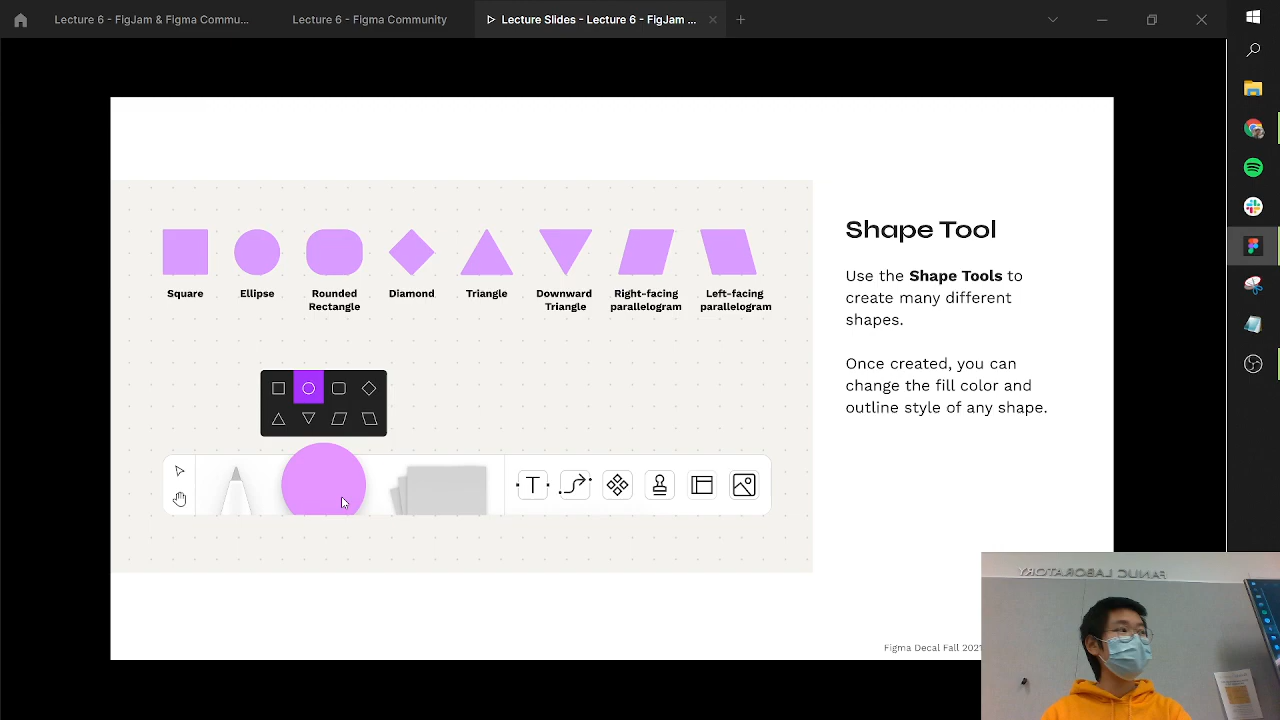 Lecture 6 - FigJam & Figma Commu...
Lecture 6 - Figma Community
Lecture Slides - Lecture 6 - FigJam ...
Shape Tool
Use the Shape Tools to
create many different
shapes.
Once created, you can
change the fill color and
outline style of any shape.
Square
Ellipse
Rounded
Rectangle
Diamond
Triangle
Downward
Triangle
Right-facing
parallelogram
Left-facing
parallelogram
T
Figma Decal Fall 2021
FANUC LABORATORY